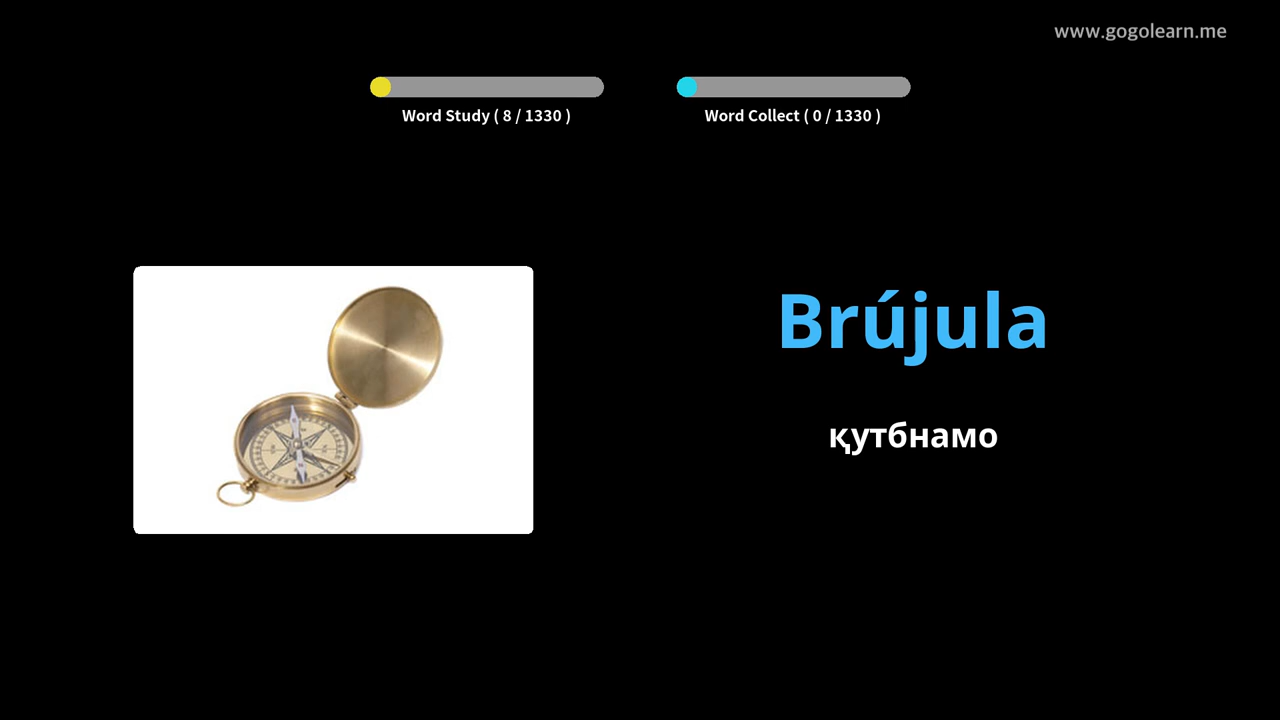 www.gogolearn.me
Word Study ( 8 / 1330 )
Word Collect ( 0 / 1330 )
Brújula
қутбнамо